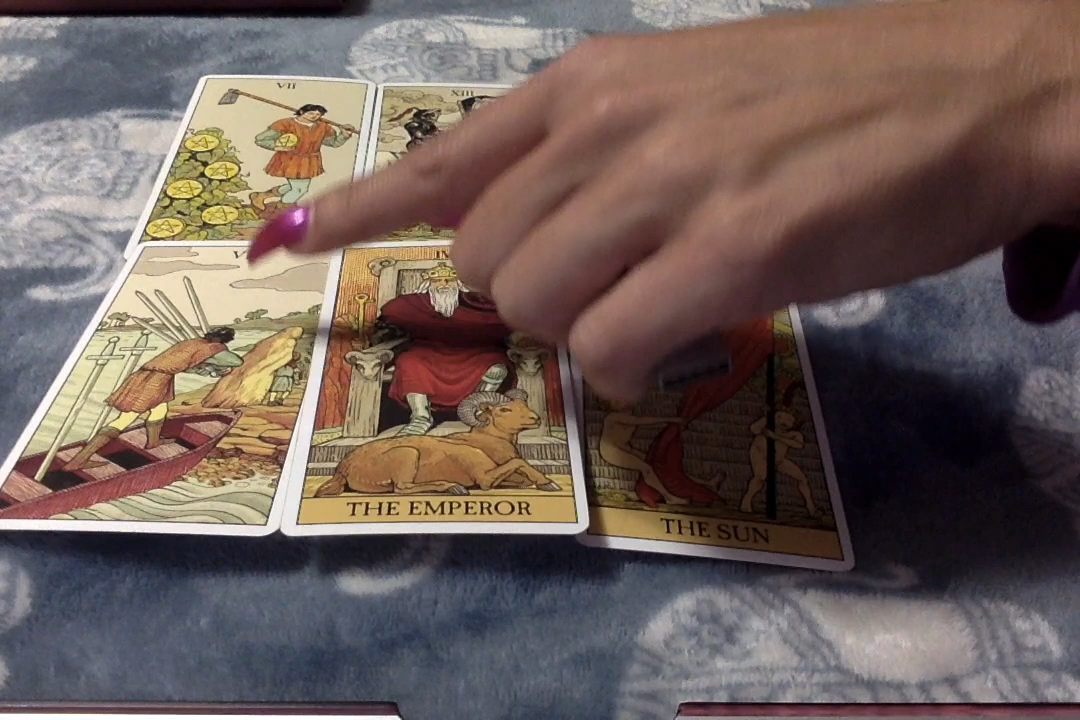 VII
XIII
THE EMPEROR
THE SUN